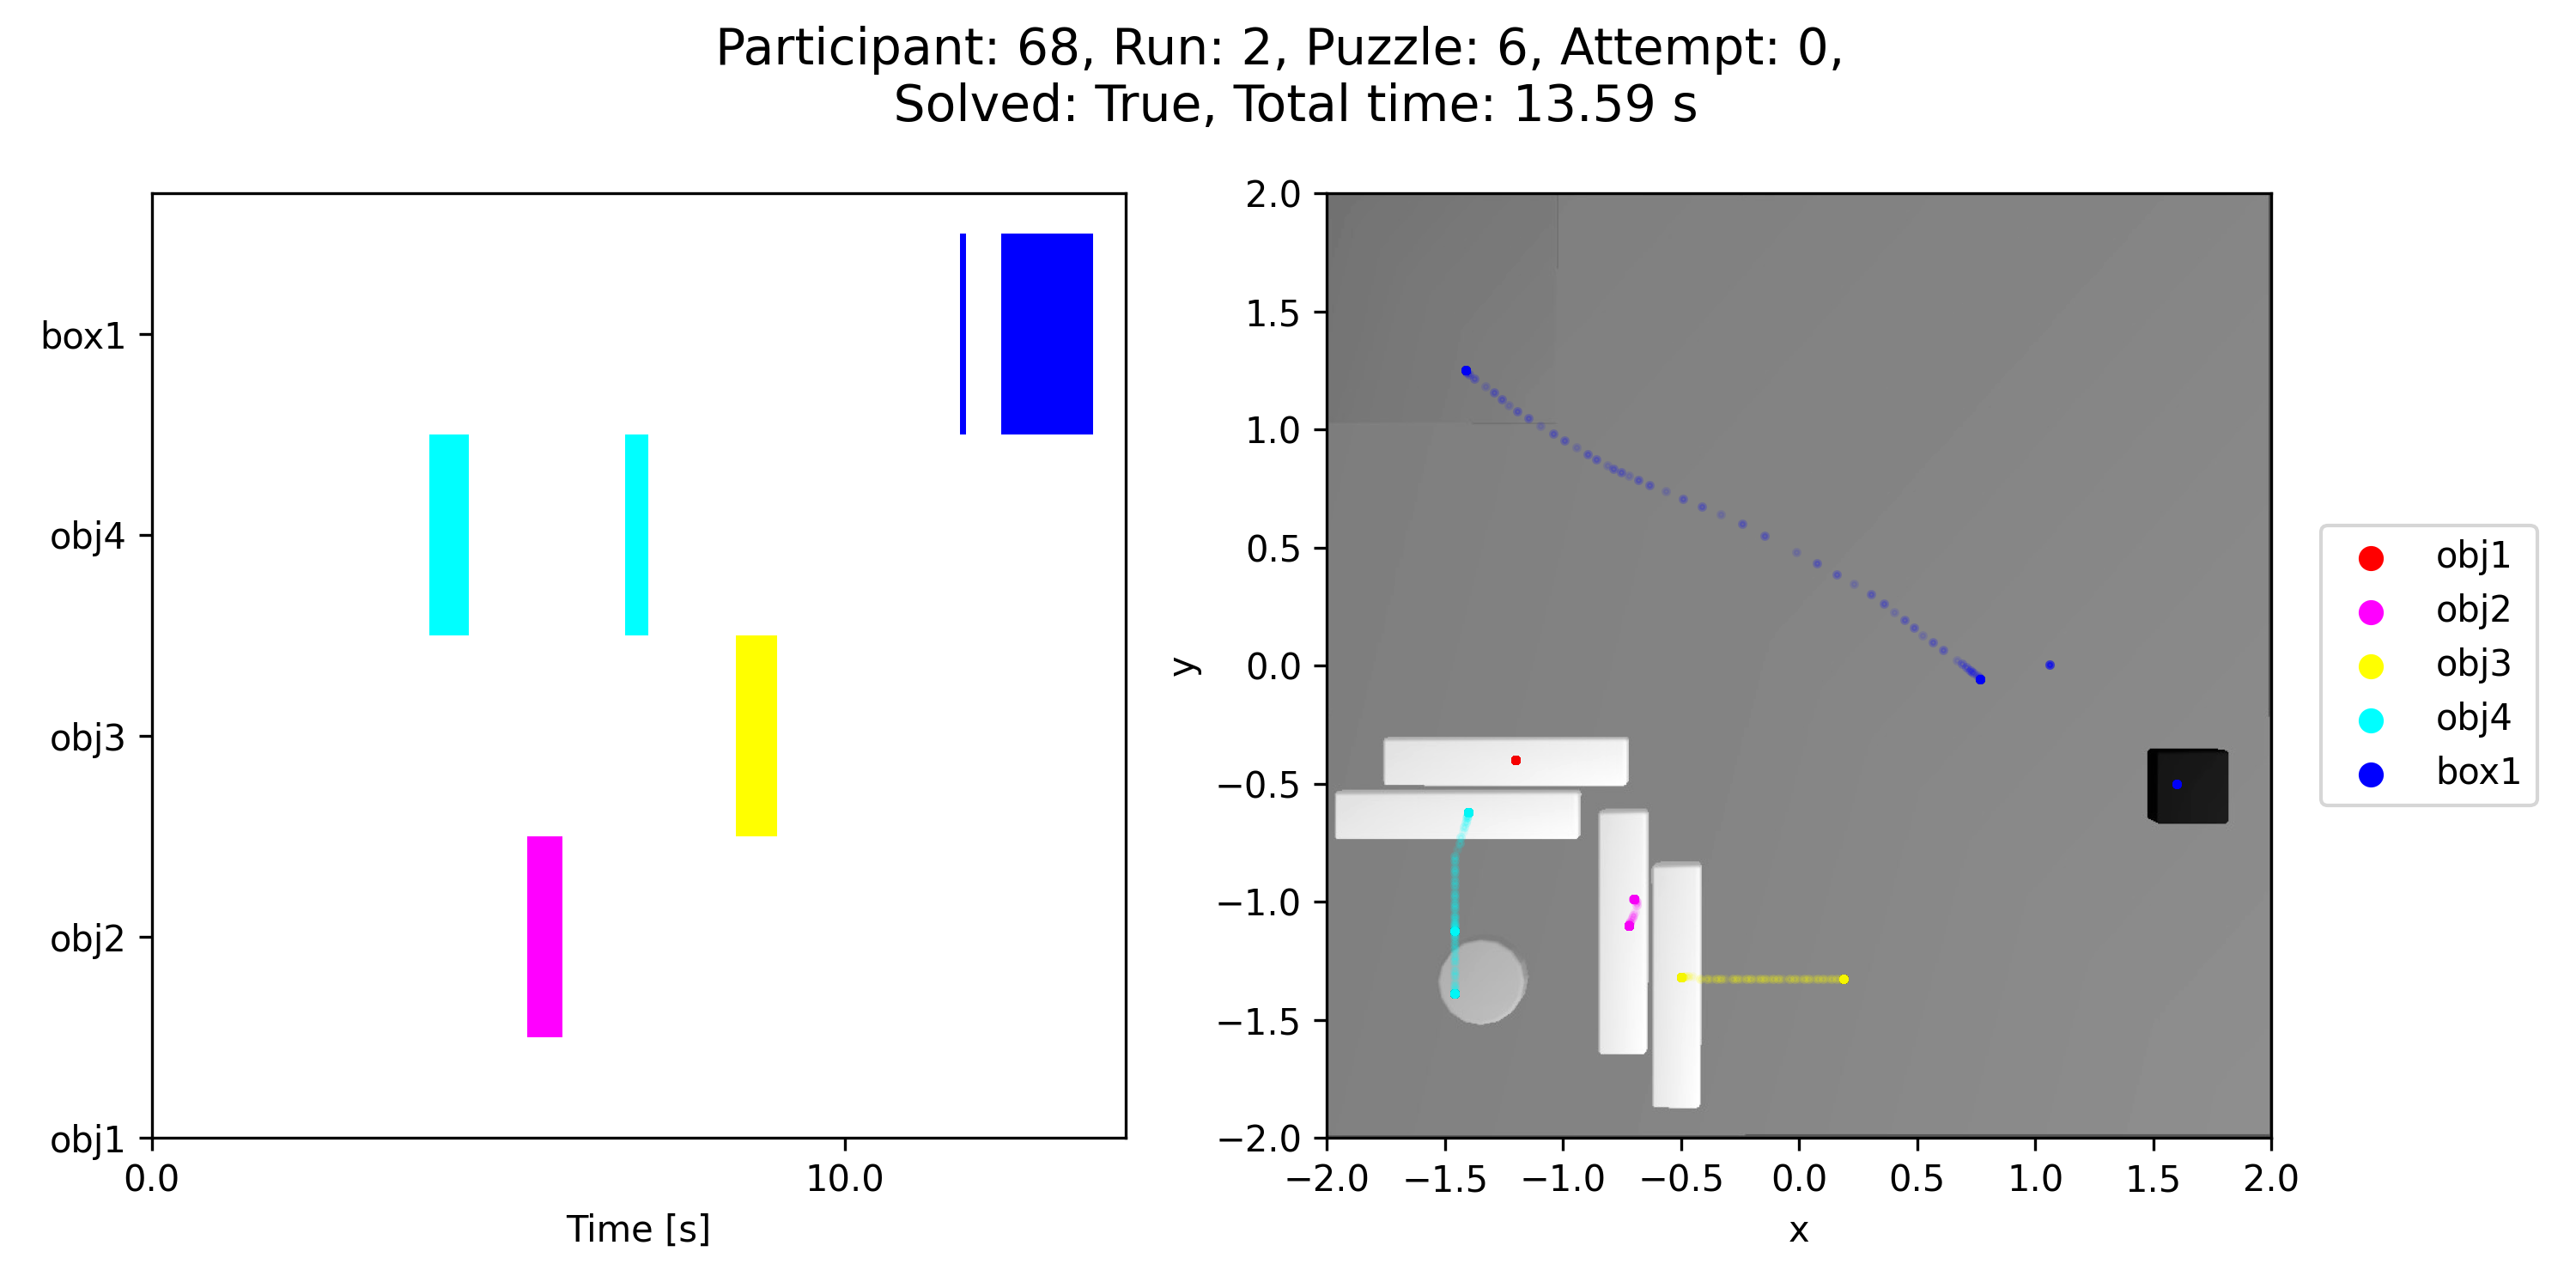 Participant: 68, Run: 2, Puzzle: 6, Attempt: 0,
Solved: True, Total time: 13.59 s
box1
obj4
obj3
obj2
obj1
0.0
10.0
Time [s]
2.0
1.5
1.0
0.5
0.0
−0.5
−1.0
−1.5
−2.0
y
−2.0
−1.5
−1.0
−0.5
0.0
0.5
1.0
1.5
2.0
x
obj1
obj2
obj3
obj4
box1